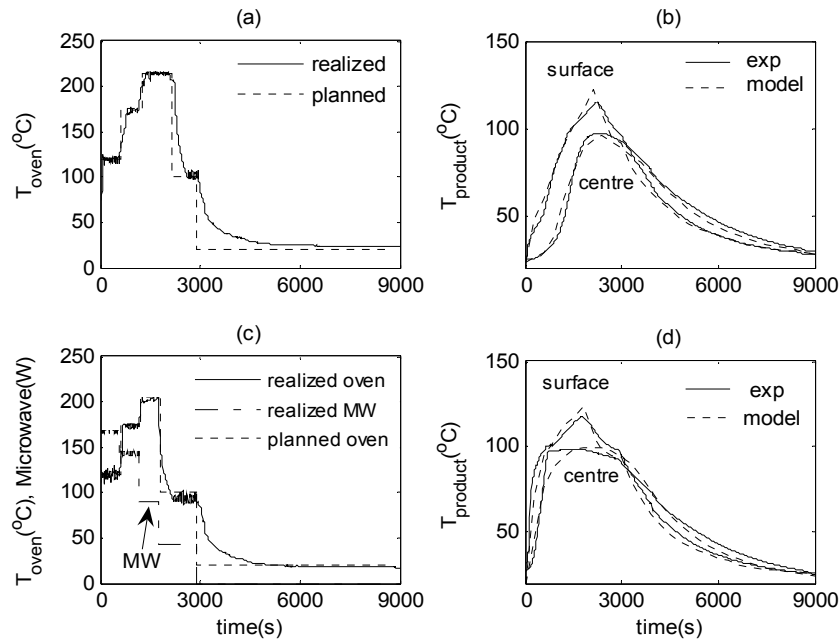 (a)
250
200
150
100
50
0
0
3000
6000
9000
T_oven(°C)
realized
planned
(b)
150
100
50
0
3000
6000
9000
T_product(°C)
surface
centre
exp
model
(c)
250
200
150
100
50
0
0
3000
6000
9000
T_oven(°C), Microwave(W)
time(s)
realized oven
realized MW
planned oven
MW
(d)
150
100
50
0
3000
6000
9000
T_product(°C)
time(s)
surface
centre
exp
model